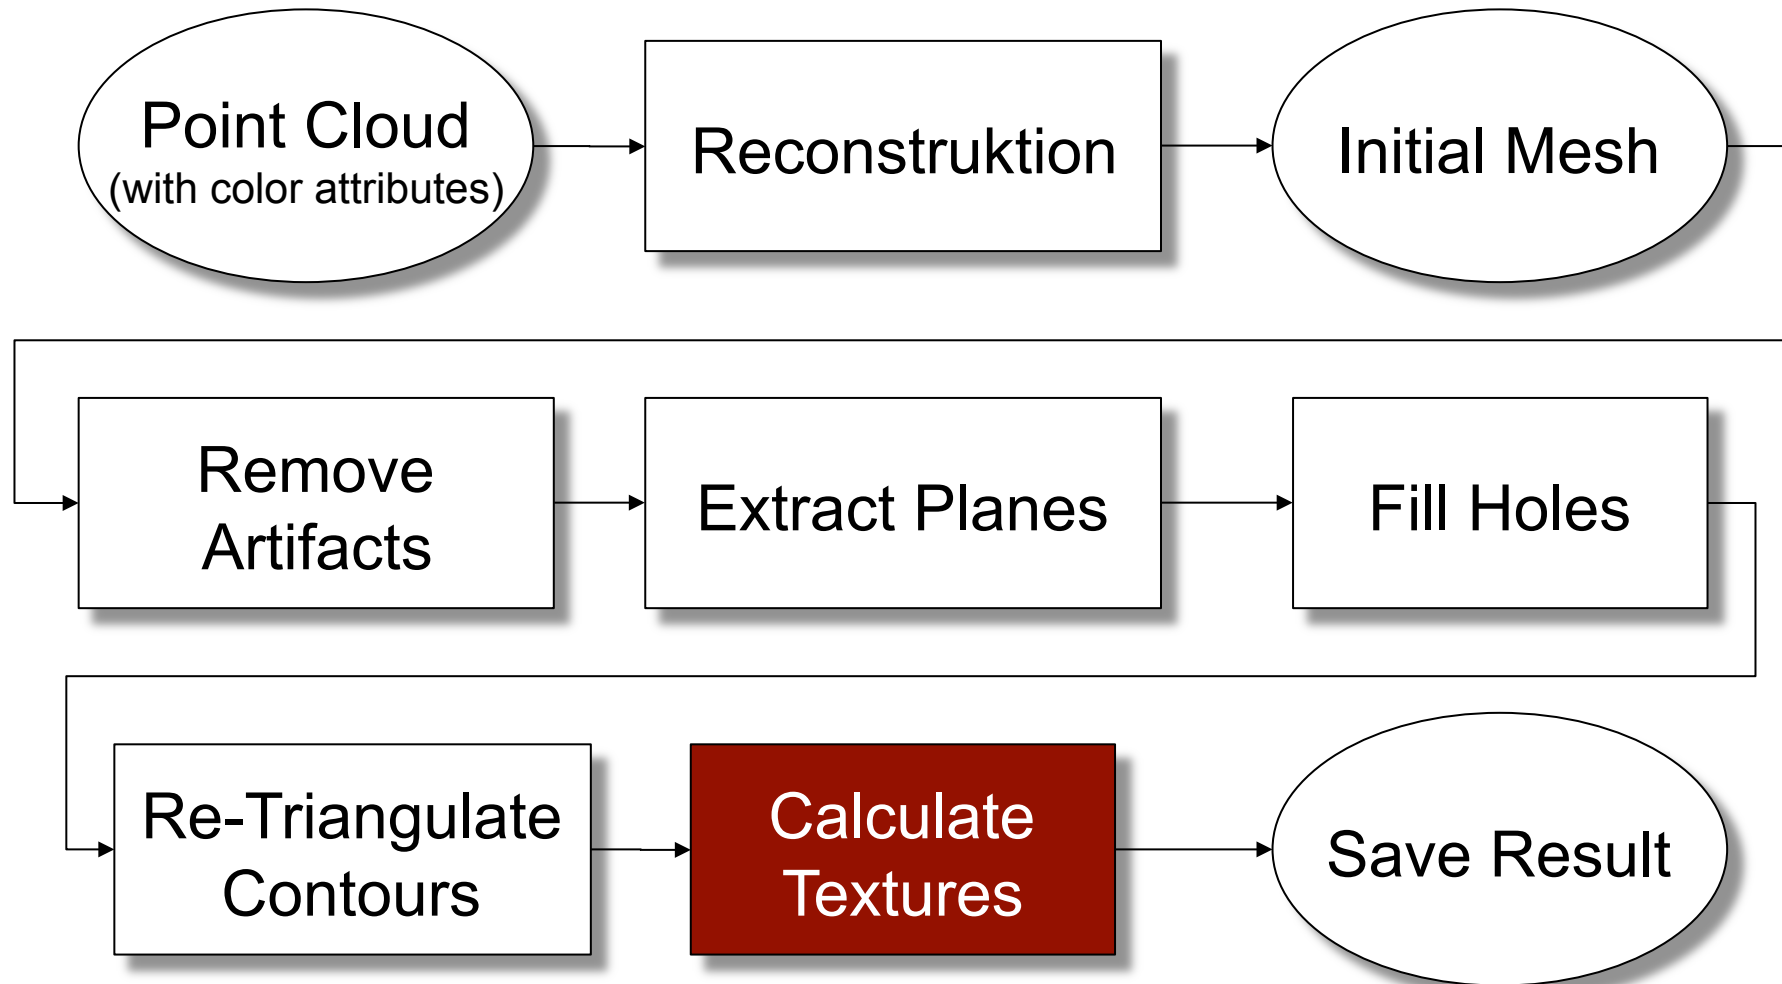 Point Cloud
(with color attributes)
Reconstruktion
Initial Mesh
Remove
Artifacts
Extract Planes
Fill Holes
Re-Triangulate
Contours
Calculate
Textures
Save Result